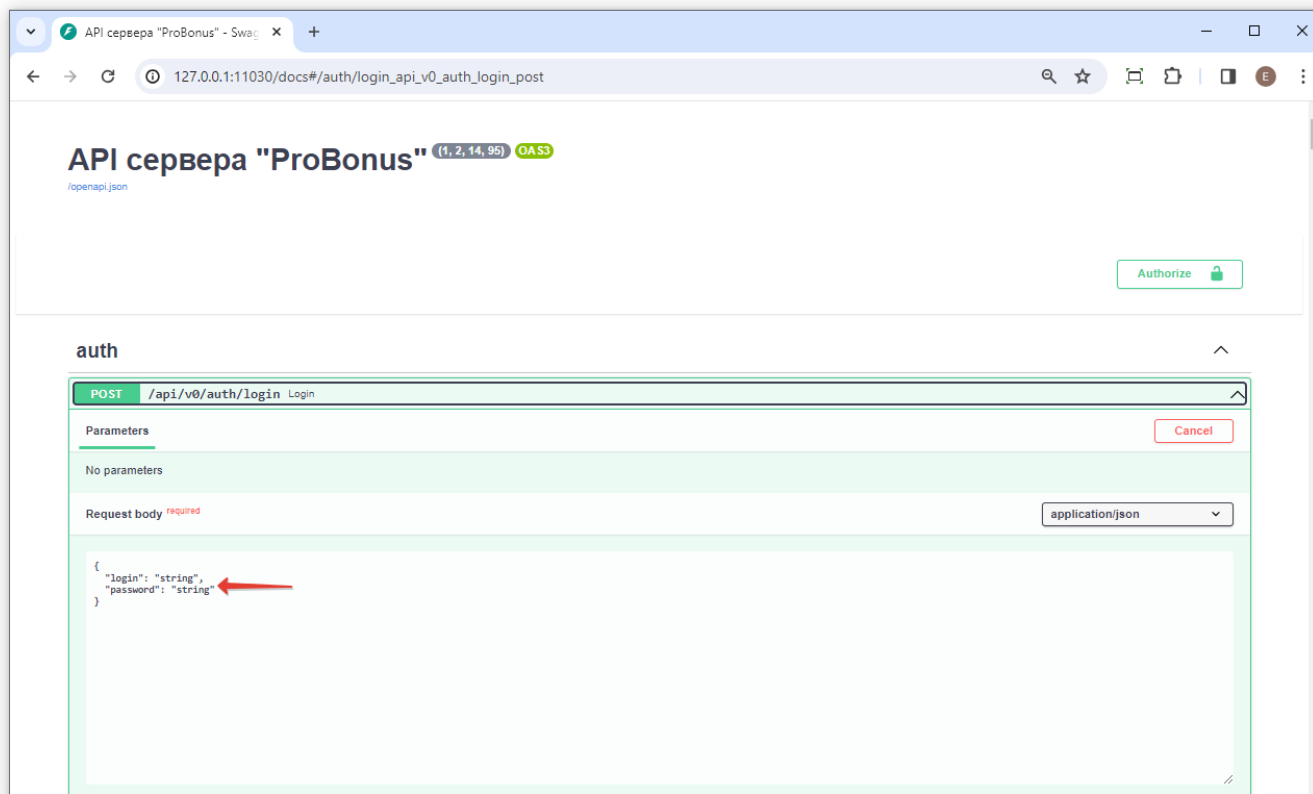 API сервера "ProBonus" - Swag
127.0.0.1:11030/docs#/auth/login_api_v0_auth_login_post
E
API сервера "ProBonus" (1, 2, 14, 95) OAS3
/openapi.json
Authorize
auth
POST /api/v0/auth/login Login
Parameters
Cancel
No parameters
Request body required
application/json
{
"login": "string",
"password": "string"
}